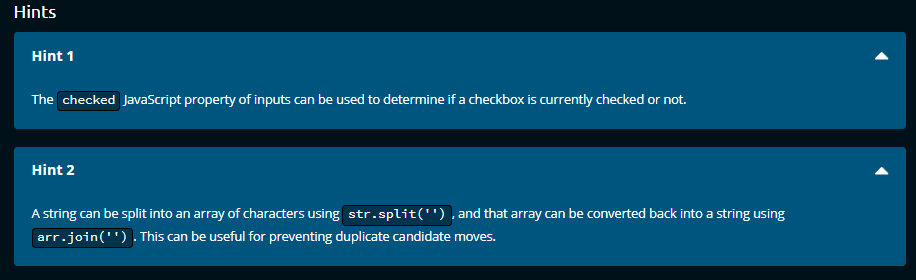 Hints
Hint 1
The checked JavaScript property of inputs can be used to determine if a checkbox is currently checked or not.
Hint 2
A string can be split into an array of characters using str.split('') , and that array can be converted back into a string using
arr.join('') . This can be useful for preventing duplicate candidate moves.